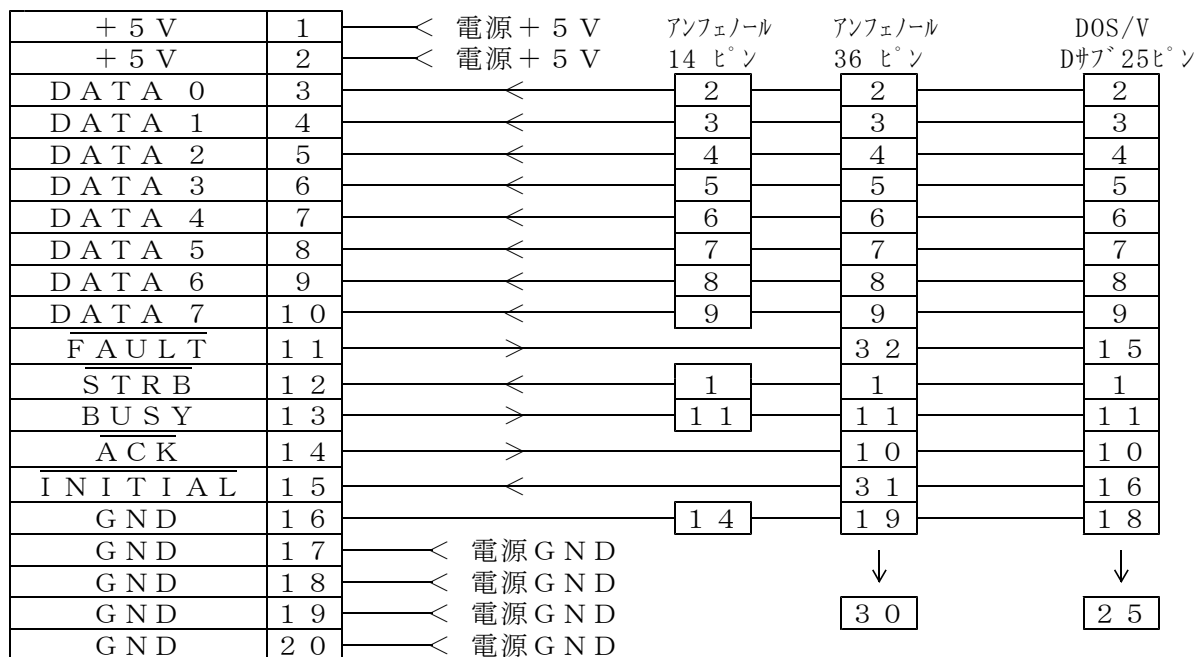 +5V 1 電源+5V アンフェノール アンフェノール DOS/V
+5V 2 電源+5V 14 ピン 36 ピン Dサブ25ピン
DATA 0 3 2 2 2
DATA 1 4 3 3 3
DATA 2 5 4 4 4
DATA 3 6 5 5 5
DATA 4 7 6 6 6
DATA 5 8 7 7 7
DATA 6 9 8 8 8
DATA 7 10 9 9 9
FAULT 11 32 15
STRB 12 1 1 1
BUSY 13 11 11 11
ACK 14 10 10
INITIAL 15 31 16
GND 16 14 19 18
GND 17 電源GND
GND 18 電源GND
GND 19 電源GND 30 25
GND 20 電源GND